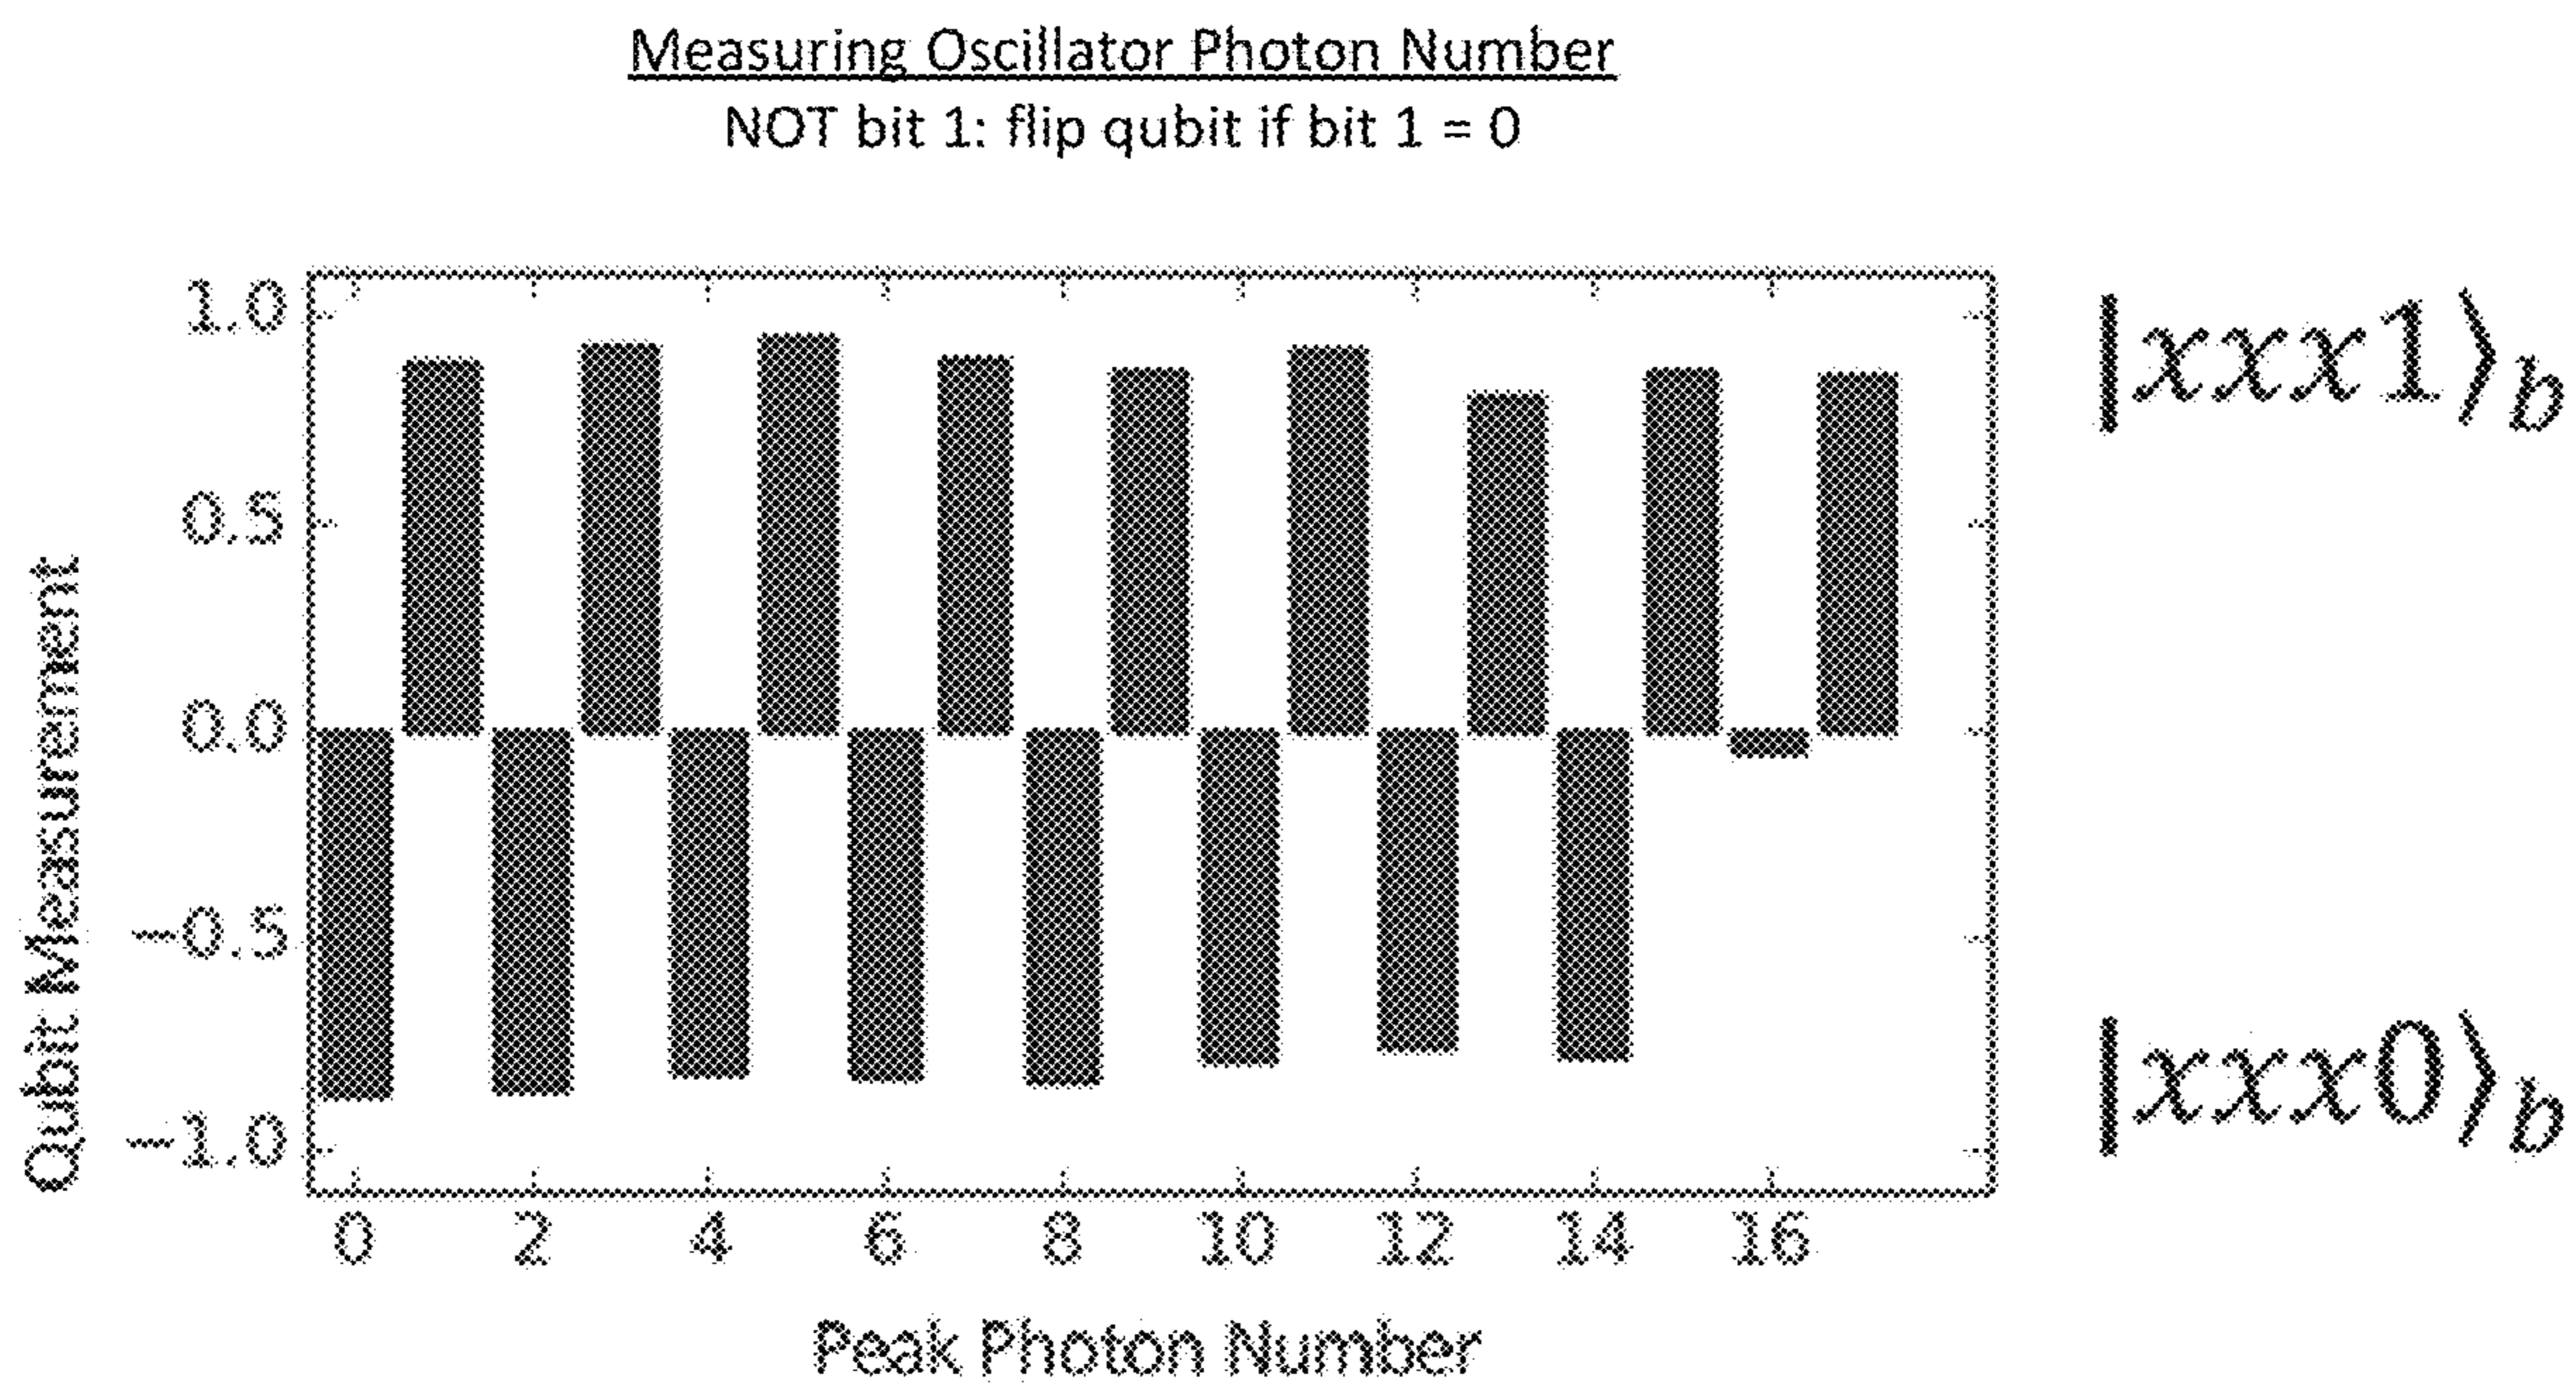 Measuring Oscillator Photon Number
NOT bit 1: flip qubit if bit 1 = 0
1.0
0.5
0.0
−0.5
−1.0
Qubit Measurement
|xxx1⟩b
|xxx0⟩b
0 2 4 6 8 10 12 14 16
Peak Photon Number